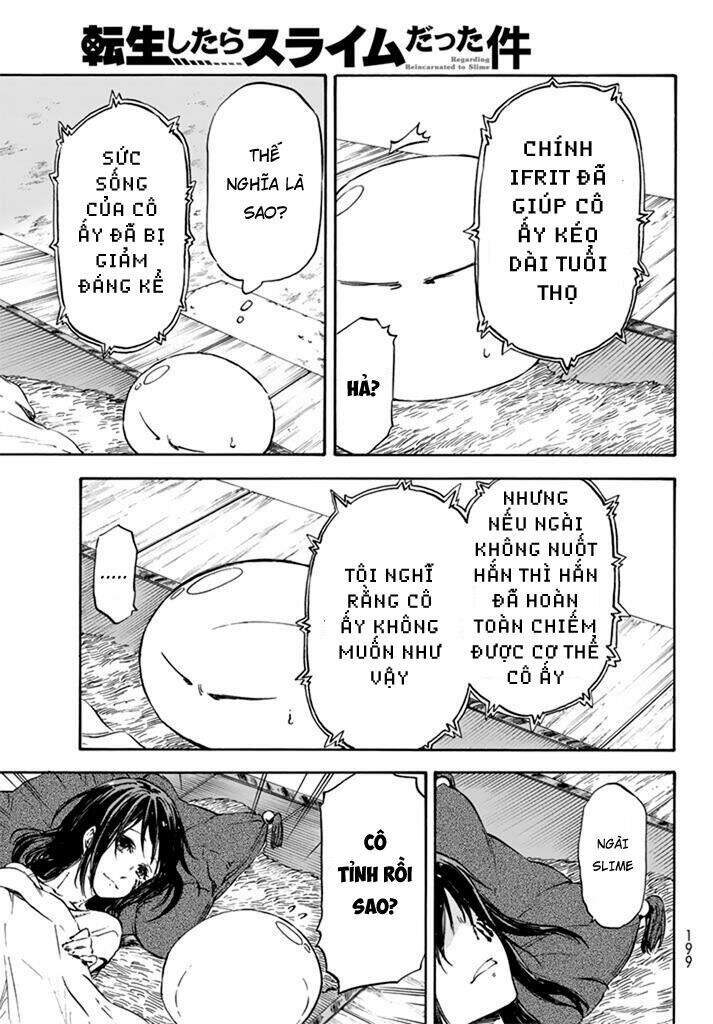 転生したらスライムだった件
Regarding
Reincarnated to Slime
CHÍNH
IFRIT ĐÃ
GIÚP CÔ
ẤY KÉO
DÀI TUỔI
THỌ
HẢ?
THẾ
NGHĨA LÀ
SAO?
SỨC
SỐNG
CỦA CÔ
ẤY ĐÃ BỊ
GIẢM
ĐÁNG KỂ
NHƯNG
NẾU NGÀI
KHÔNG NUỐT
HẮN THÌ HẮN
ĐÃ HOÀN
TOÀN CHIẾM
ĐƯỢC CƠ THỂ
CÔ ẤY
TÔI NGHĨ
RẰNG CÔ
ẤY KHÔNG
MUỐN NHƯ
VẬY
.....
NGÀI
SLIME
CÔ
TỈNH RỒI
SAO?
199